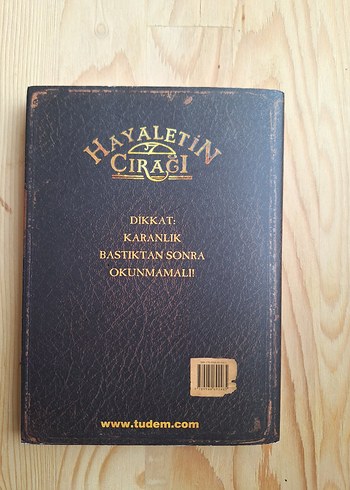 HAYALETİN
ÇIRAĞI
DİKKAT:
KARANLIK
BASTIKTAN SONRA
OKUNMAMALI!
www.tudem.com